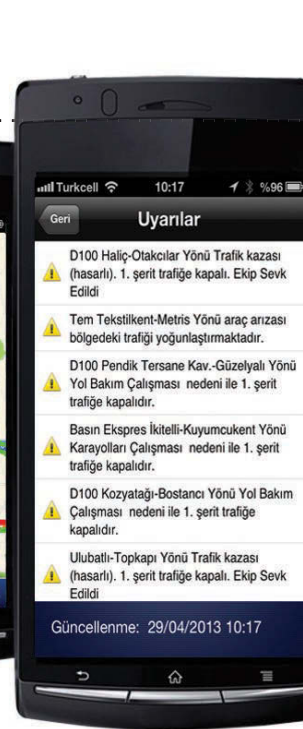 Turkcell 10:17 %96
Geri Uyarılar
D100 Haliç-Otakcılar Yönü Trafik kazası
(hasarlı). 1. şerit trafiğe kapalı. Ekip Sevk
Edildi
Tem Tekstilkent-Metris Yönü araç arızası
bölgedeki trafiği yoğunlaştırmaktadır.
D100 Pendik Tersane Kav.-Güzelyalı Yönü
Yol Bakım Çalışması nedeni ile 1. şerit
trafiğe kapalıdır.
Basın Ekspres İkitelli-Kuyumcukent Yönü
Karayolları Çalışması nedeni ile 1. şerit
trafiğe kapalıdır.
D100 Kozyatağı-Bostancı Yönü Yol Bakım
Çalışması nedeni ile 1. şerit trafiğe
kapalıdır.
Ulubatlı-Topkapı Yönü Trafik kazası
(hasarlı). 1. şerit trafiğe kapalı. Ekip Sevk
Edildi
Güncellenme: 29/04/2013 10:17